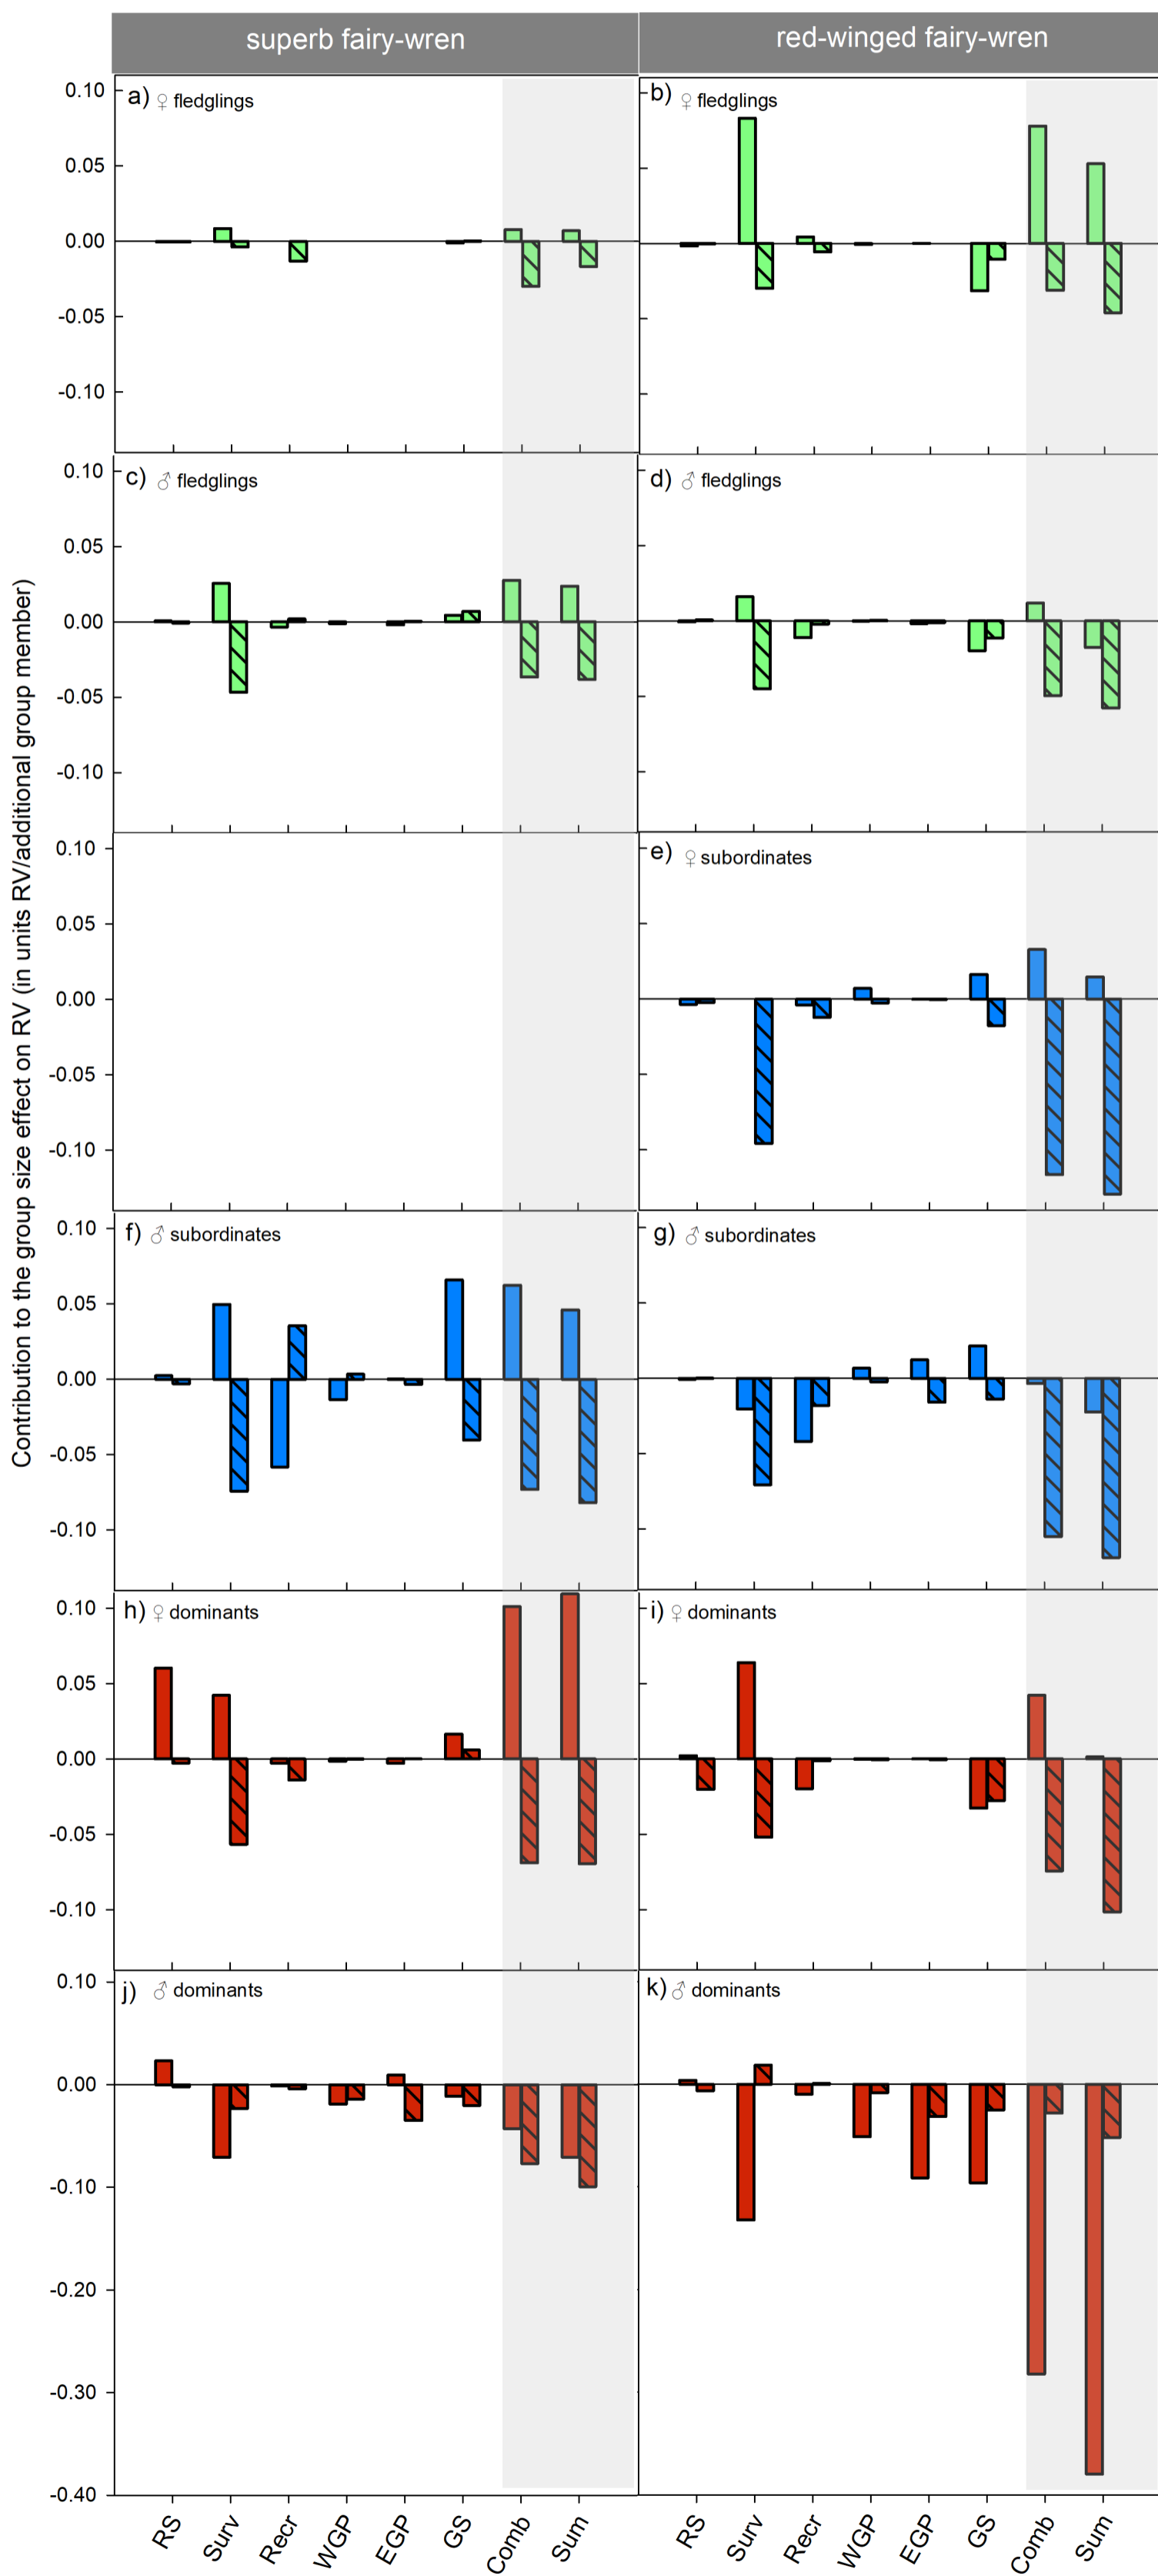 superb fairy-wren
red-winged fairy-wren
Contribution to the group size effect on RV (in units RV/additional group member)
a) ♀ fledglings
0.10
0.05
0.00
-0.05
-0.10
b) ♀ fledglings
c) ♂ fledglings
0.10
0.05
0.00
-0.05
-0.10
d) ♂ fledglings
0.10
0.05
0.00
-0.05
-0.10
e) ♀ subordinates
f) ♂ subordinates
0.10
0.05
0.00
-0.05
-0.10
g) ♂ subordinates
h) ♀ dominants
0.10
0.05
0.00
-0.05
-0.10
i) ♀ dominants
j) ♂ dominants
0.10
0.00
-0.10
-0.20
-0.30
-0.40
k) ♂ dominants
RS
Surv
Recr
WGP
EGP
GS
Comb
Sum
RS
Surv
Recr
WGP
EGP
GS
Comb
Sum